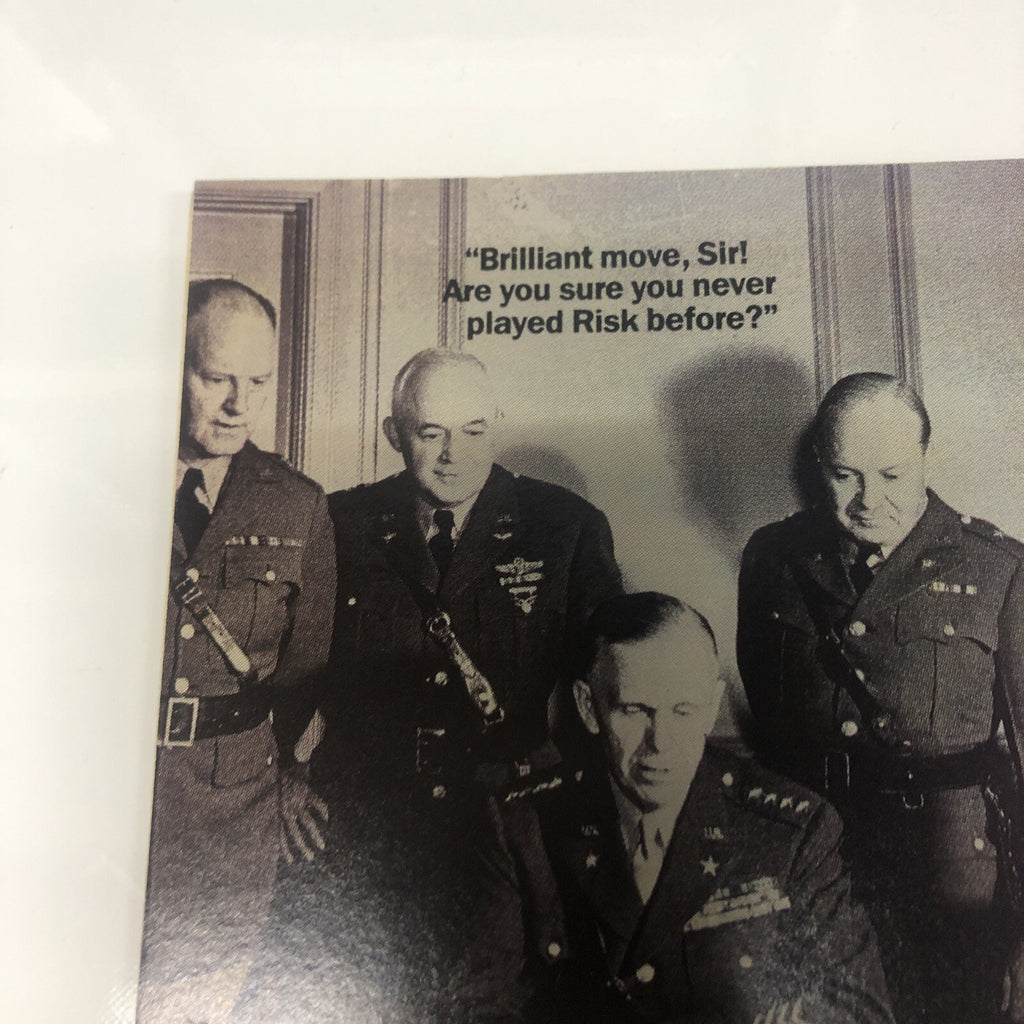 “Brilliant move, Sir!
Are you sure you never
played Risk before?”